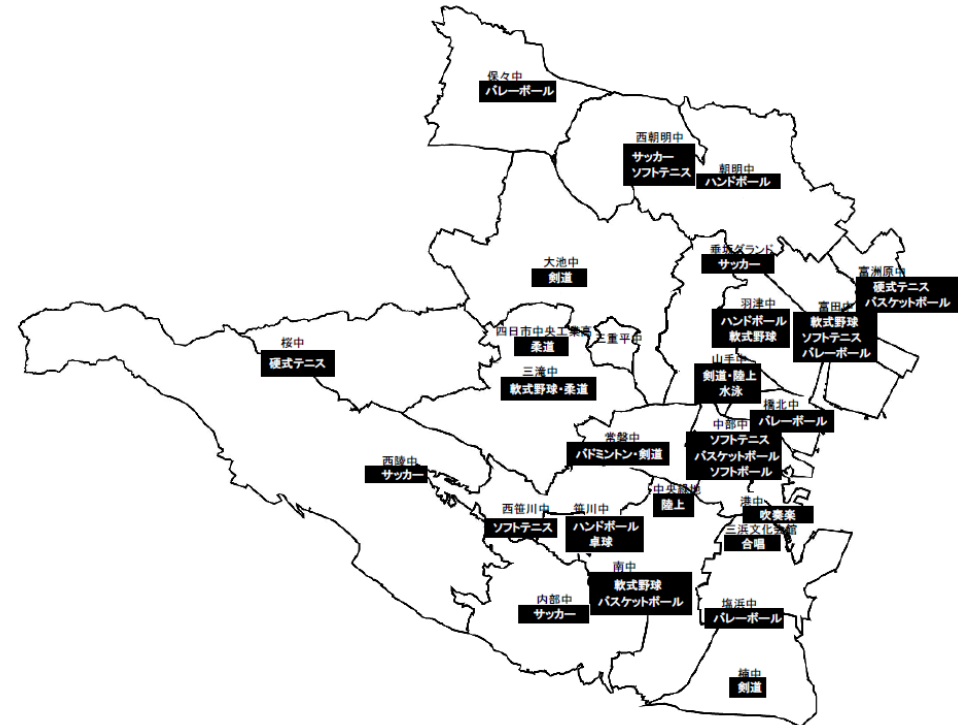 保々中
バレーボール
西朝明中
サッカー
ソフトテニス
朝明中
ハンドボール
垂坂グランド
サッカー
大池中
剣道
富洲原中
硬式テニス
バスケットボール
羽津中
ハンドボール
軟式野球
富田中
軟式野球
ソフトテニス
バレーボール
四日市中央工業高
柔道
三重平中
桜中
硬式テニス
三滝中
軟式野球・柔道
山手中
剣道・陸上
水泳
橋北中
バレーボール
中部中
ソフトテニス
バスケットボール
ソフトボール
常磐中
バドミントン・剣道
西陵中
サッカー
中央緑地
陸上
西笹川中
ソフトテニス
笹川中
ハンドボール
卓球
港中
吹奏楽
三浜文化会館
合唱
南中
軟式野球
バスケットボール
内部中
サッカー
塩浜中
バレーボール
楠中
剣道